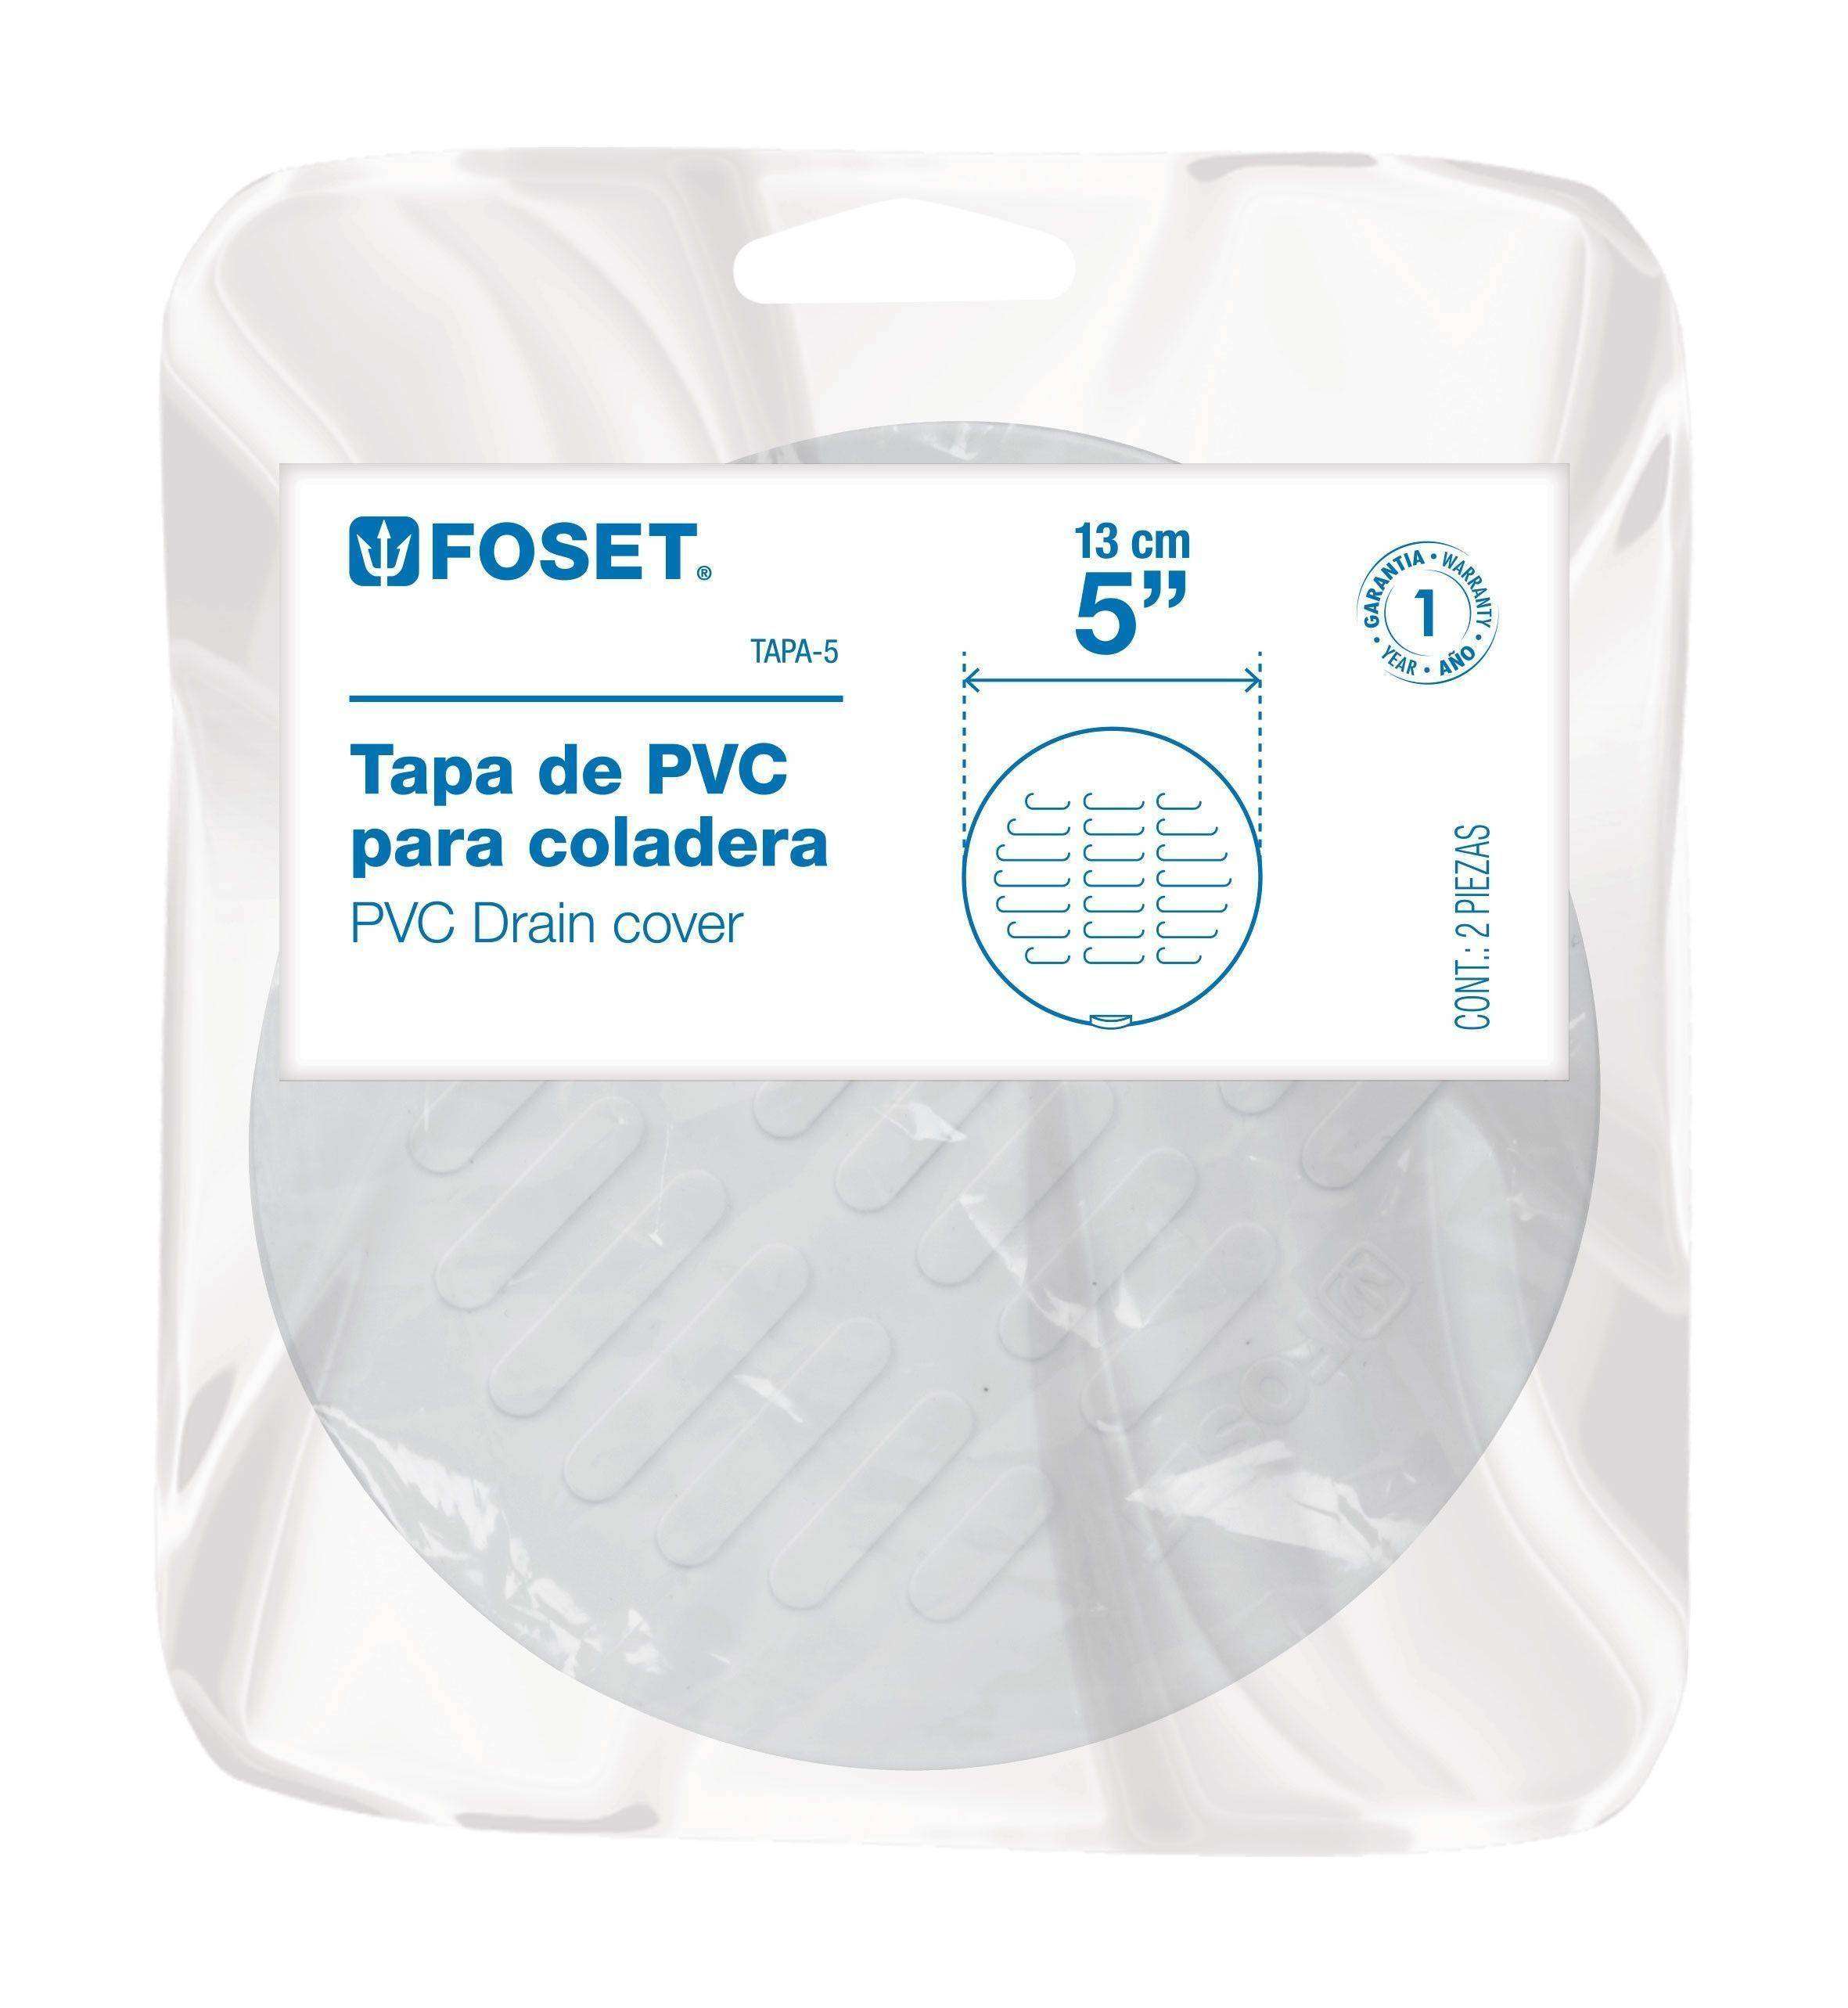 FOSET®
TAPA-5
Tapa de PVC
para coladera
PVC Drain cover
13 cm
5”
GARANTIA • WARRANTY • AÑO • YEAR •
1
CONT.: 2 PIEZAS
FOSET